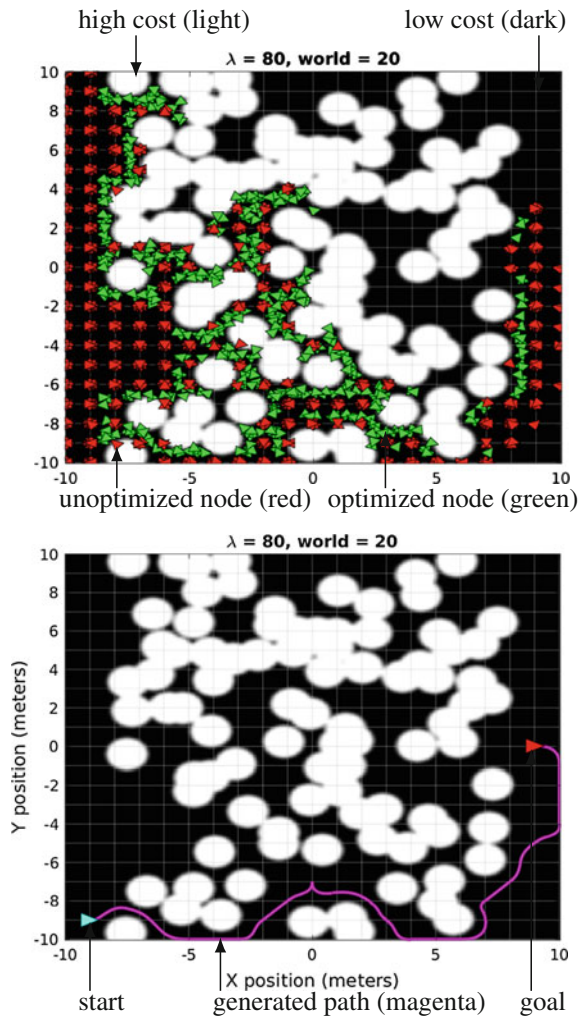 high cost (light) low cost (dark)
λ = 80, world = 20
10
8
6
4
2
0
-2
-4
-6
-8
-10
-10 -5 0 5 10
unoptimized node (red) optimized node (green)
λ = 80, world = 20
Y position (meters)
10
8
6
4
2
0
-2
-4
-6
-8
-10
-10 -5 0 5 10
X position (meters)
start generated path (magenta) goal